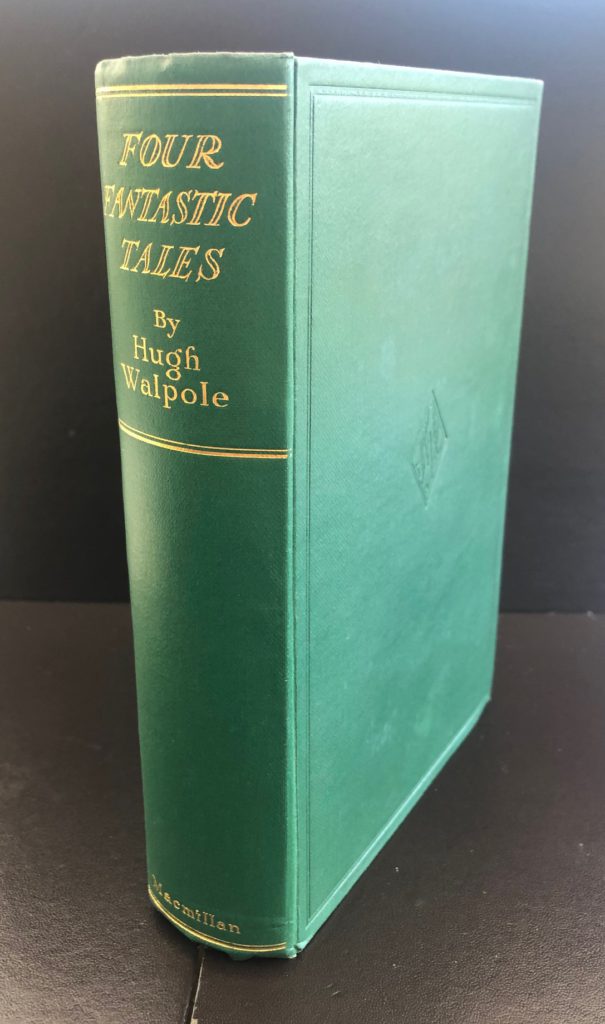 FOUR
FANTASTIC
TALES
By
Hugh
Walpole
Macmillan